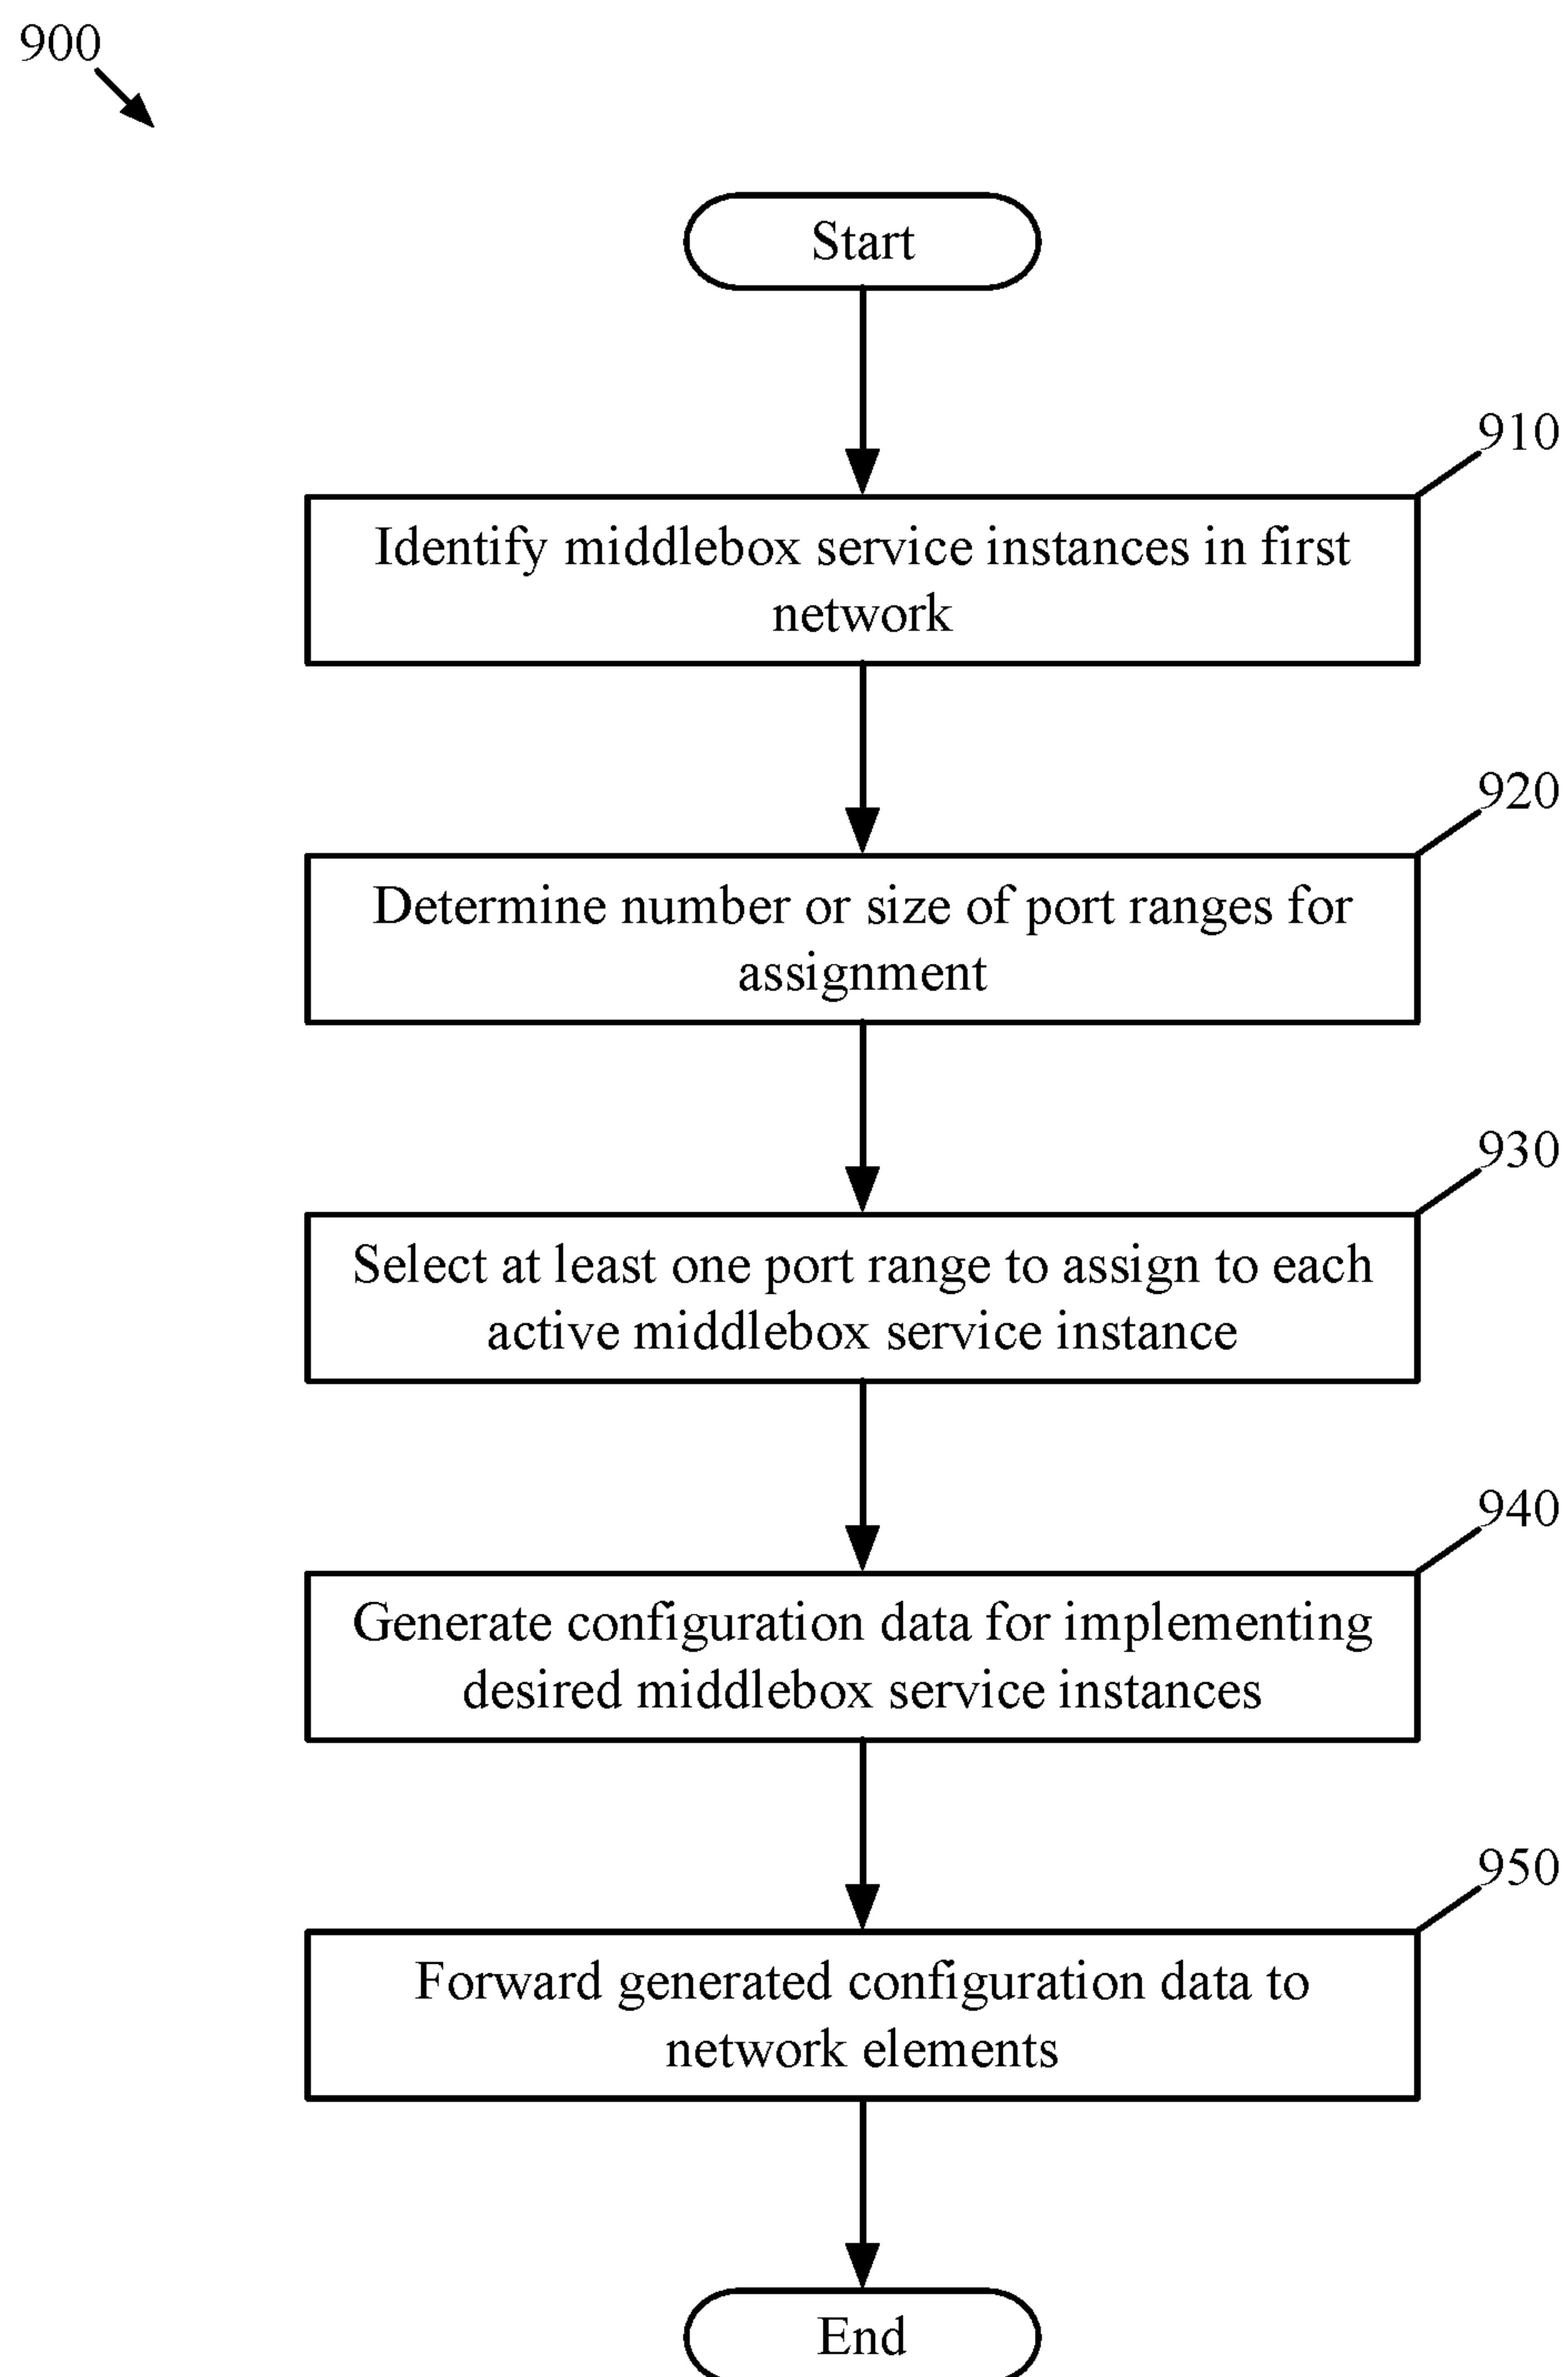 900
Start
910
Identify middlebox service instances in first
network
920
Determine number or size of port ranges for
assignment
930
Select at least one port range to assign to each
active middlebox service instance
940
Generate configuration data for implementing
desired middlebox service instances
950
Forward generated configuration data to
network elements
End